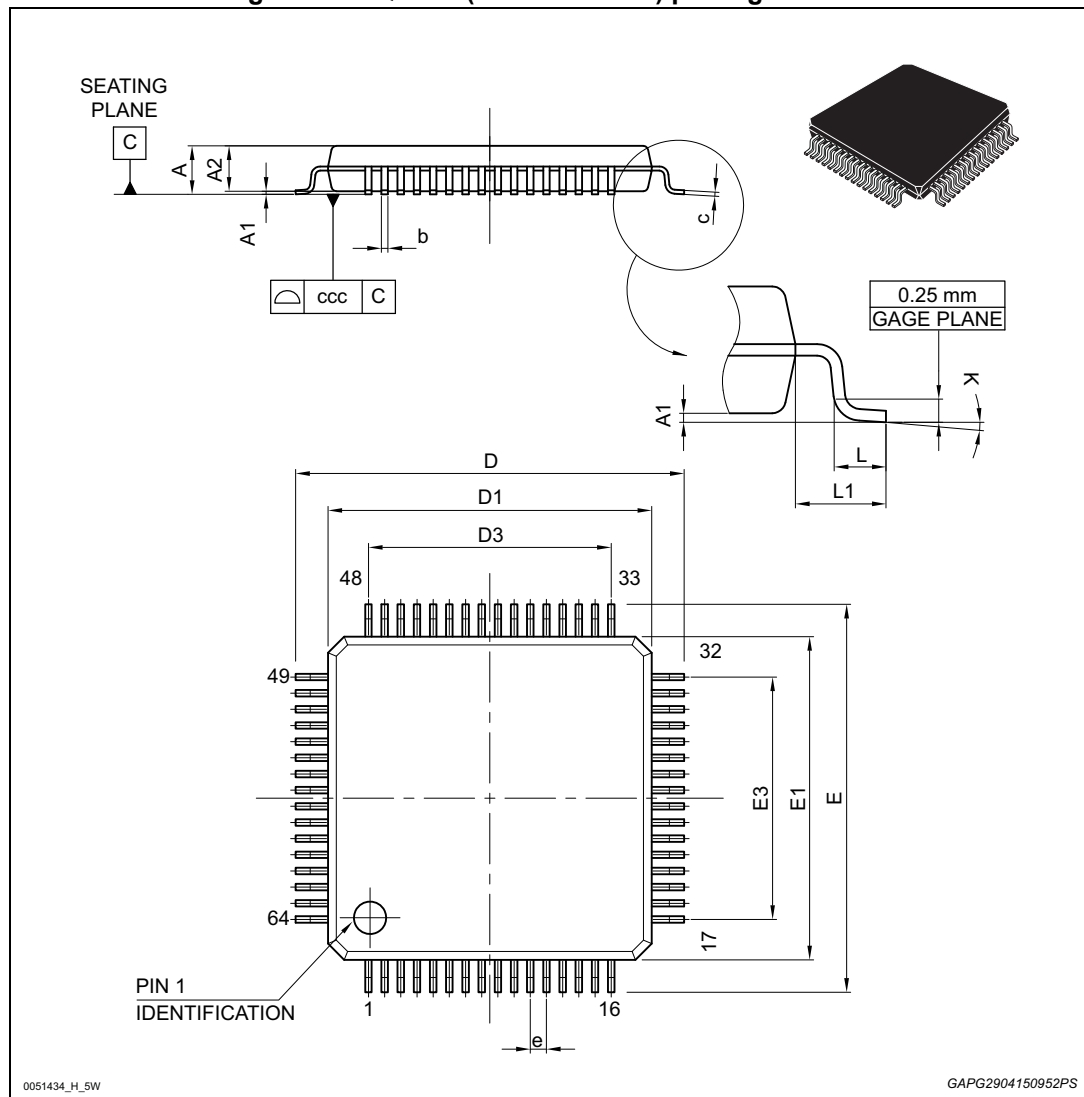 SEATING
PLANE
C
A
A2
A1
b
c
ccc C
0.25 mm
GAGE PLANE
K
A1
L
L1
D
D1
D3
48
33
32
49
E3
E1
E
64
17
PIN 1
IDENTIFICATION
1
16
e
0051434_H_5W
GAPG2904150952PS